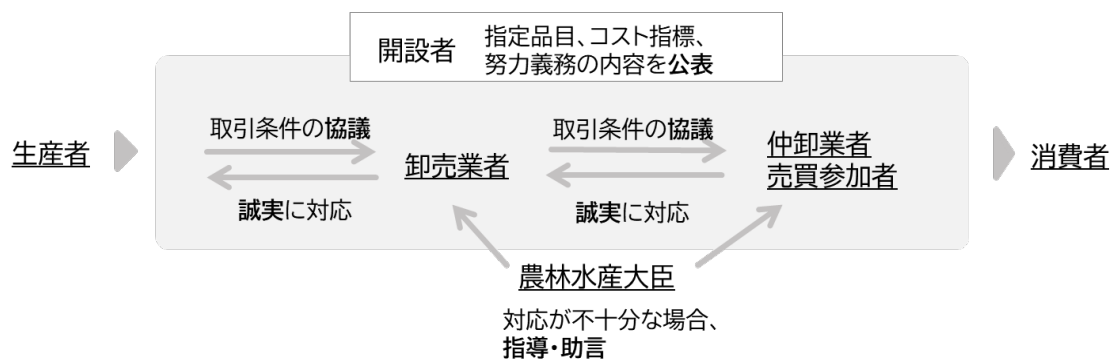 開設者
指定品目、コスト指標、
努力義務の内容を公表
生産者
取引条件の協議
誠実に対応
卸売業者
取引条件の協議
誠実に対応
仲卸業者
売買参加者
消費者
農林水産大臣
対応が不十分な場合、
指導・助言